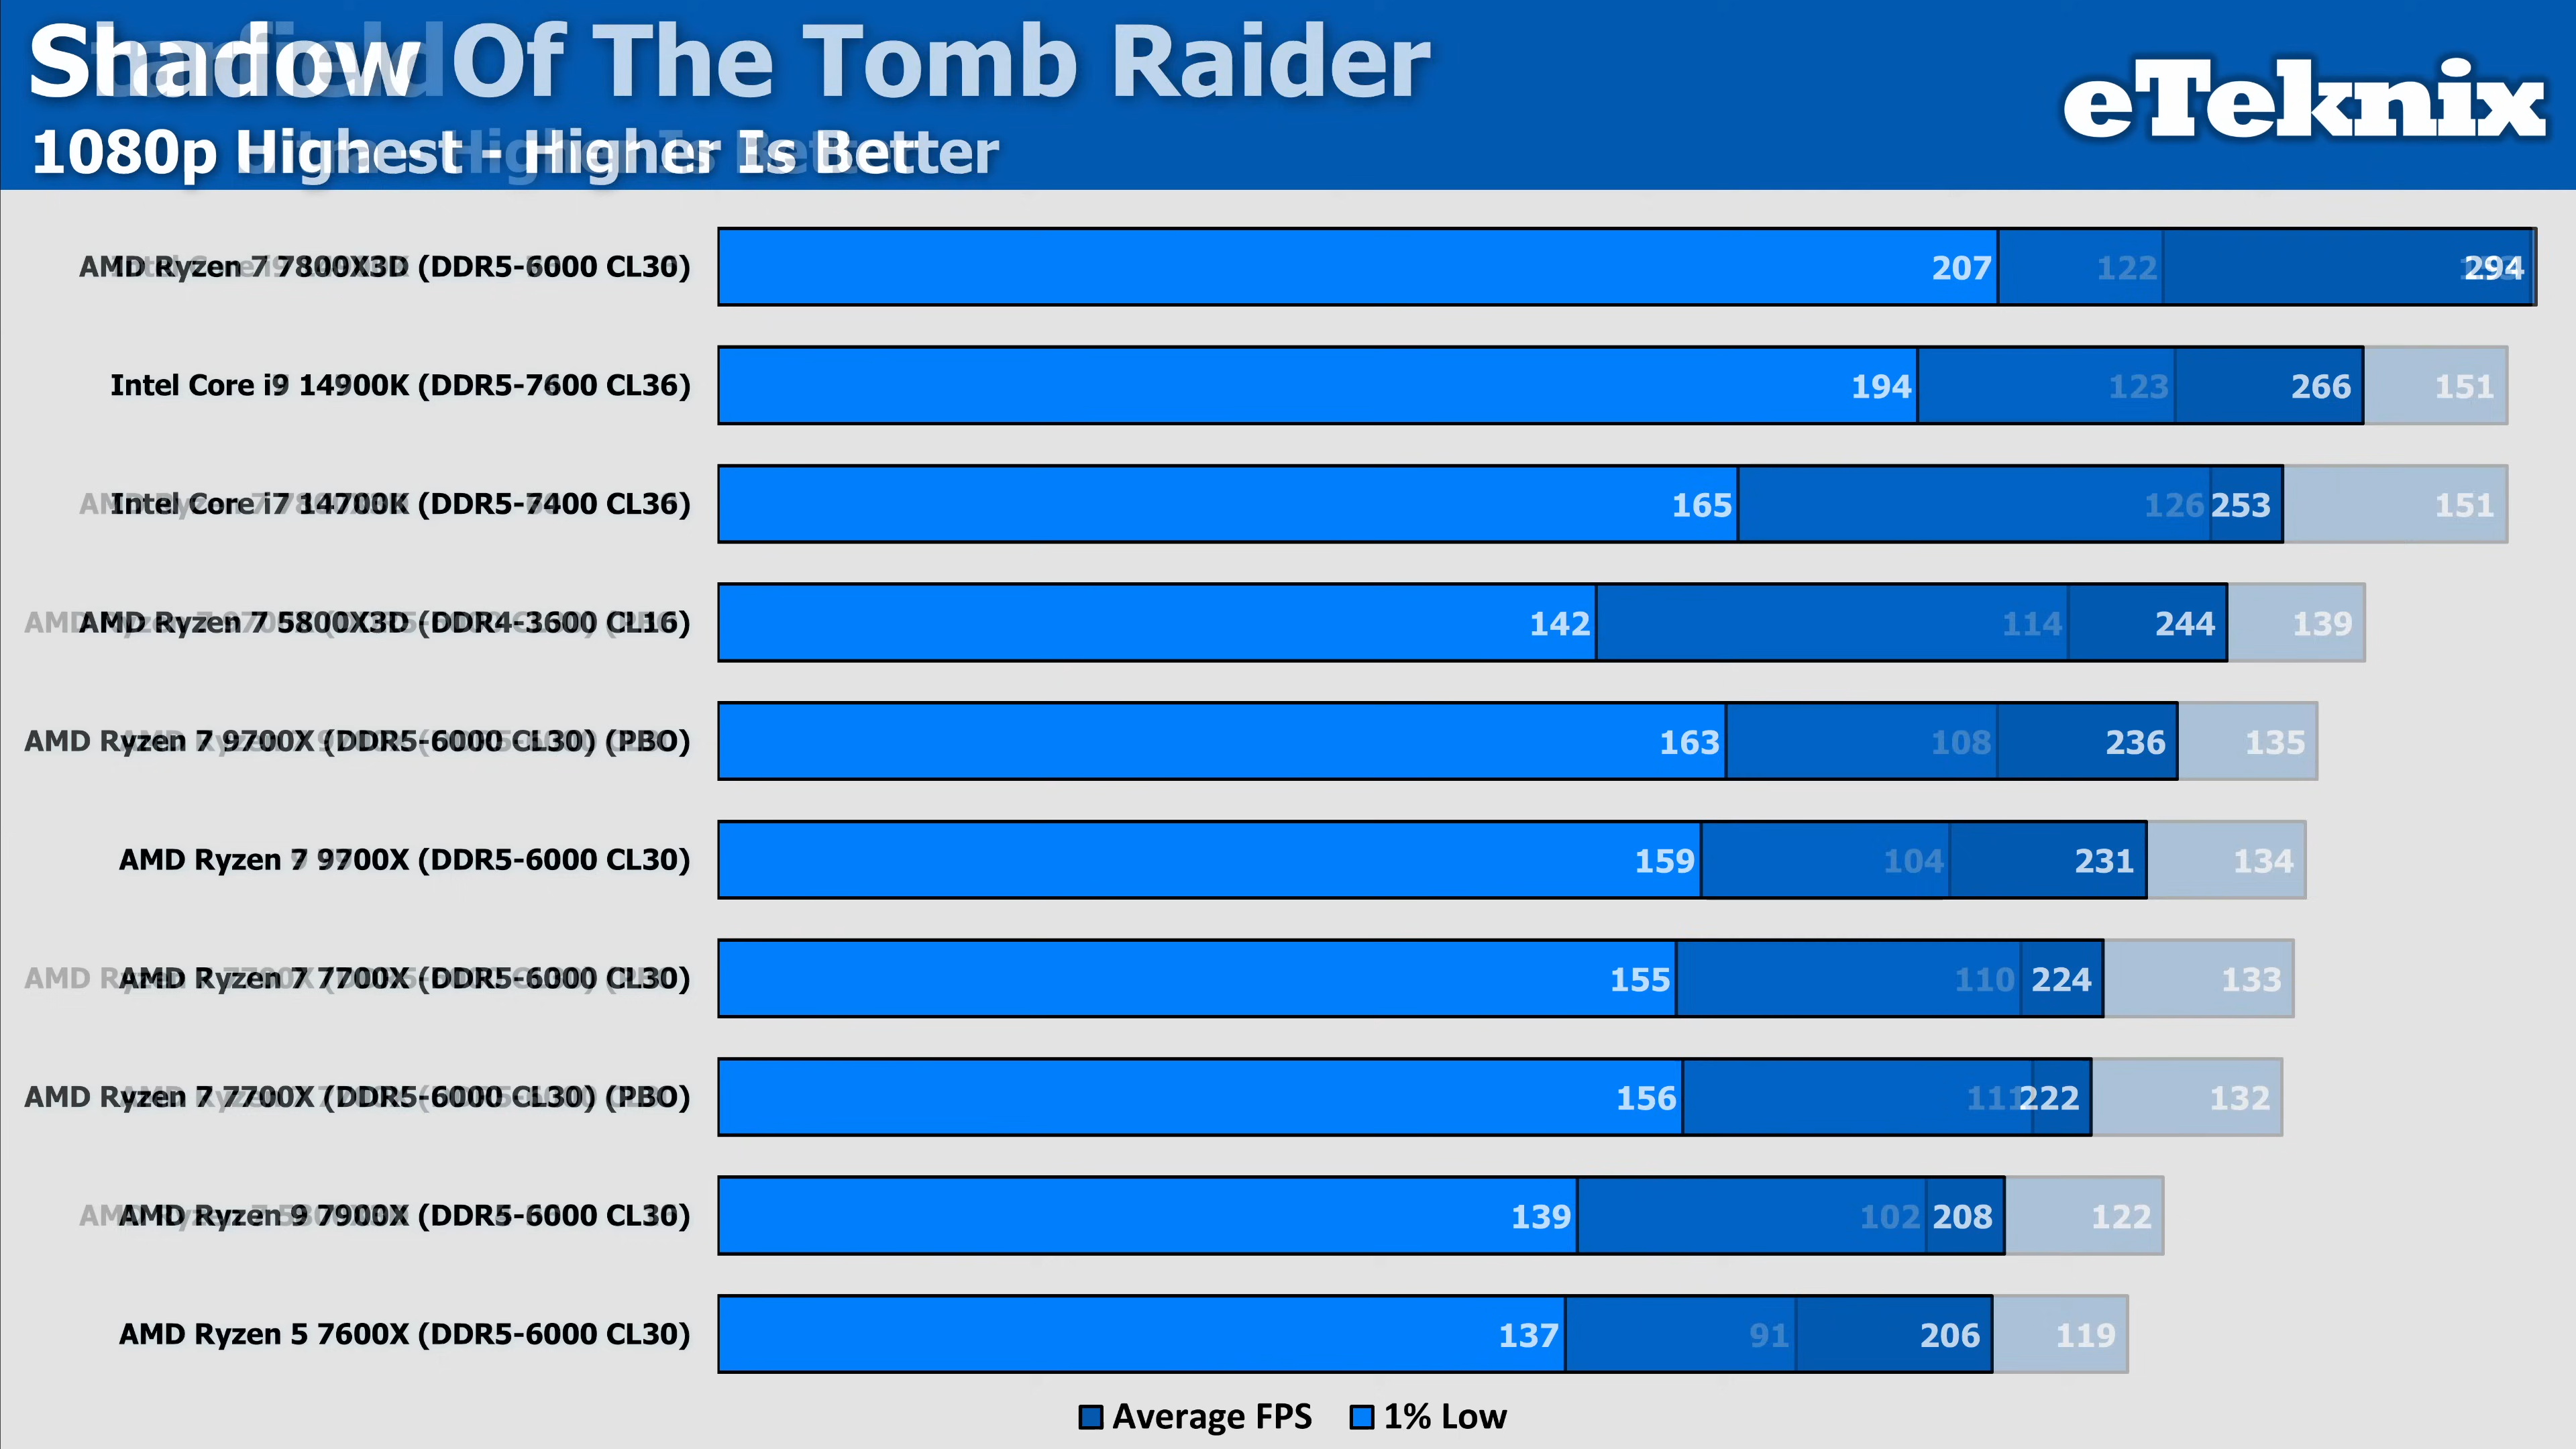 Shadow Of The Tomb Raider
eTeknix
1080p Highest - Higher Is Better
AMD Ryzen 7 7800X3D (DDR5-6000 CL30) 207 122 294
Intel Core i9 14900K (DDR5-7600 CL36) 194 123 266 151
Intel Core i7 14700K (DDR5-7400 CL36) 165 126 253 151
AMD Ryzen 7 5800X3D (DDR4-3600 CL16) 142 114 244 139
AMD Ryzen 7 9700X (DDR5-6000 CL30) (PBO) 163 108 236 135
AMD Ryzen 7 9700X (DDR5-6000 CL30) 159 104 231 134
AMD Ryzen 7 7700X (DDR5-6000 CL30) 155 110 224 133
AMD Ryzen 7 7700X (DDR5-6000 CL30) (PBO) 156 111 222 132
AMD Ryzen 9 7900X (DDR5-6000 CL30) 139 102 208 122
AMD Ryzen 5 7600X (DDR5-6000 CL30) 137 91 206 119
Average FPS 1% Low